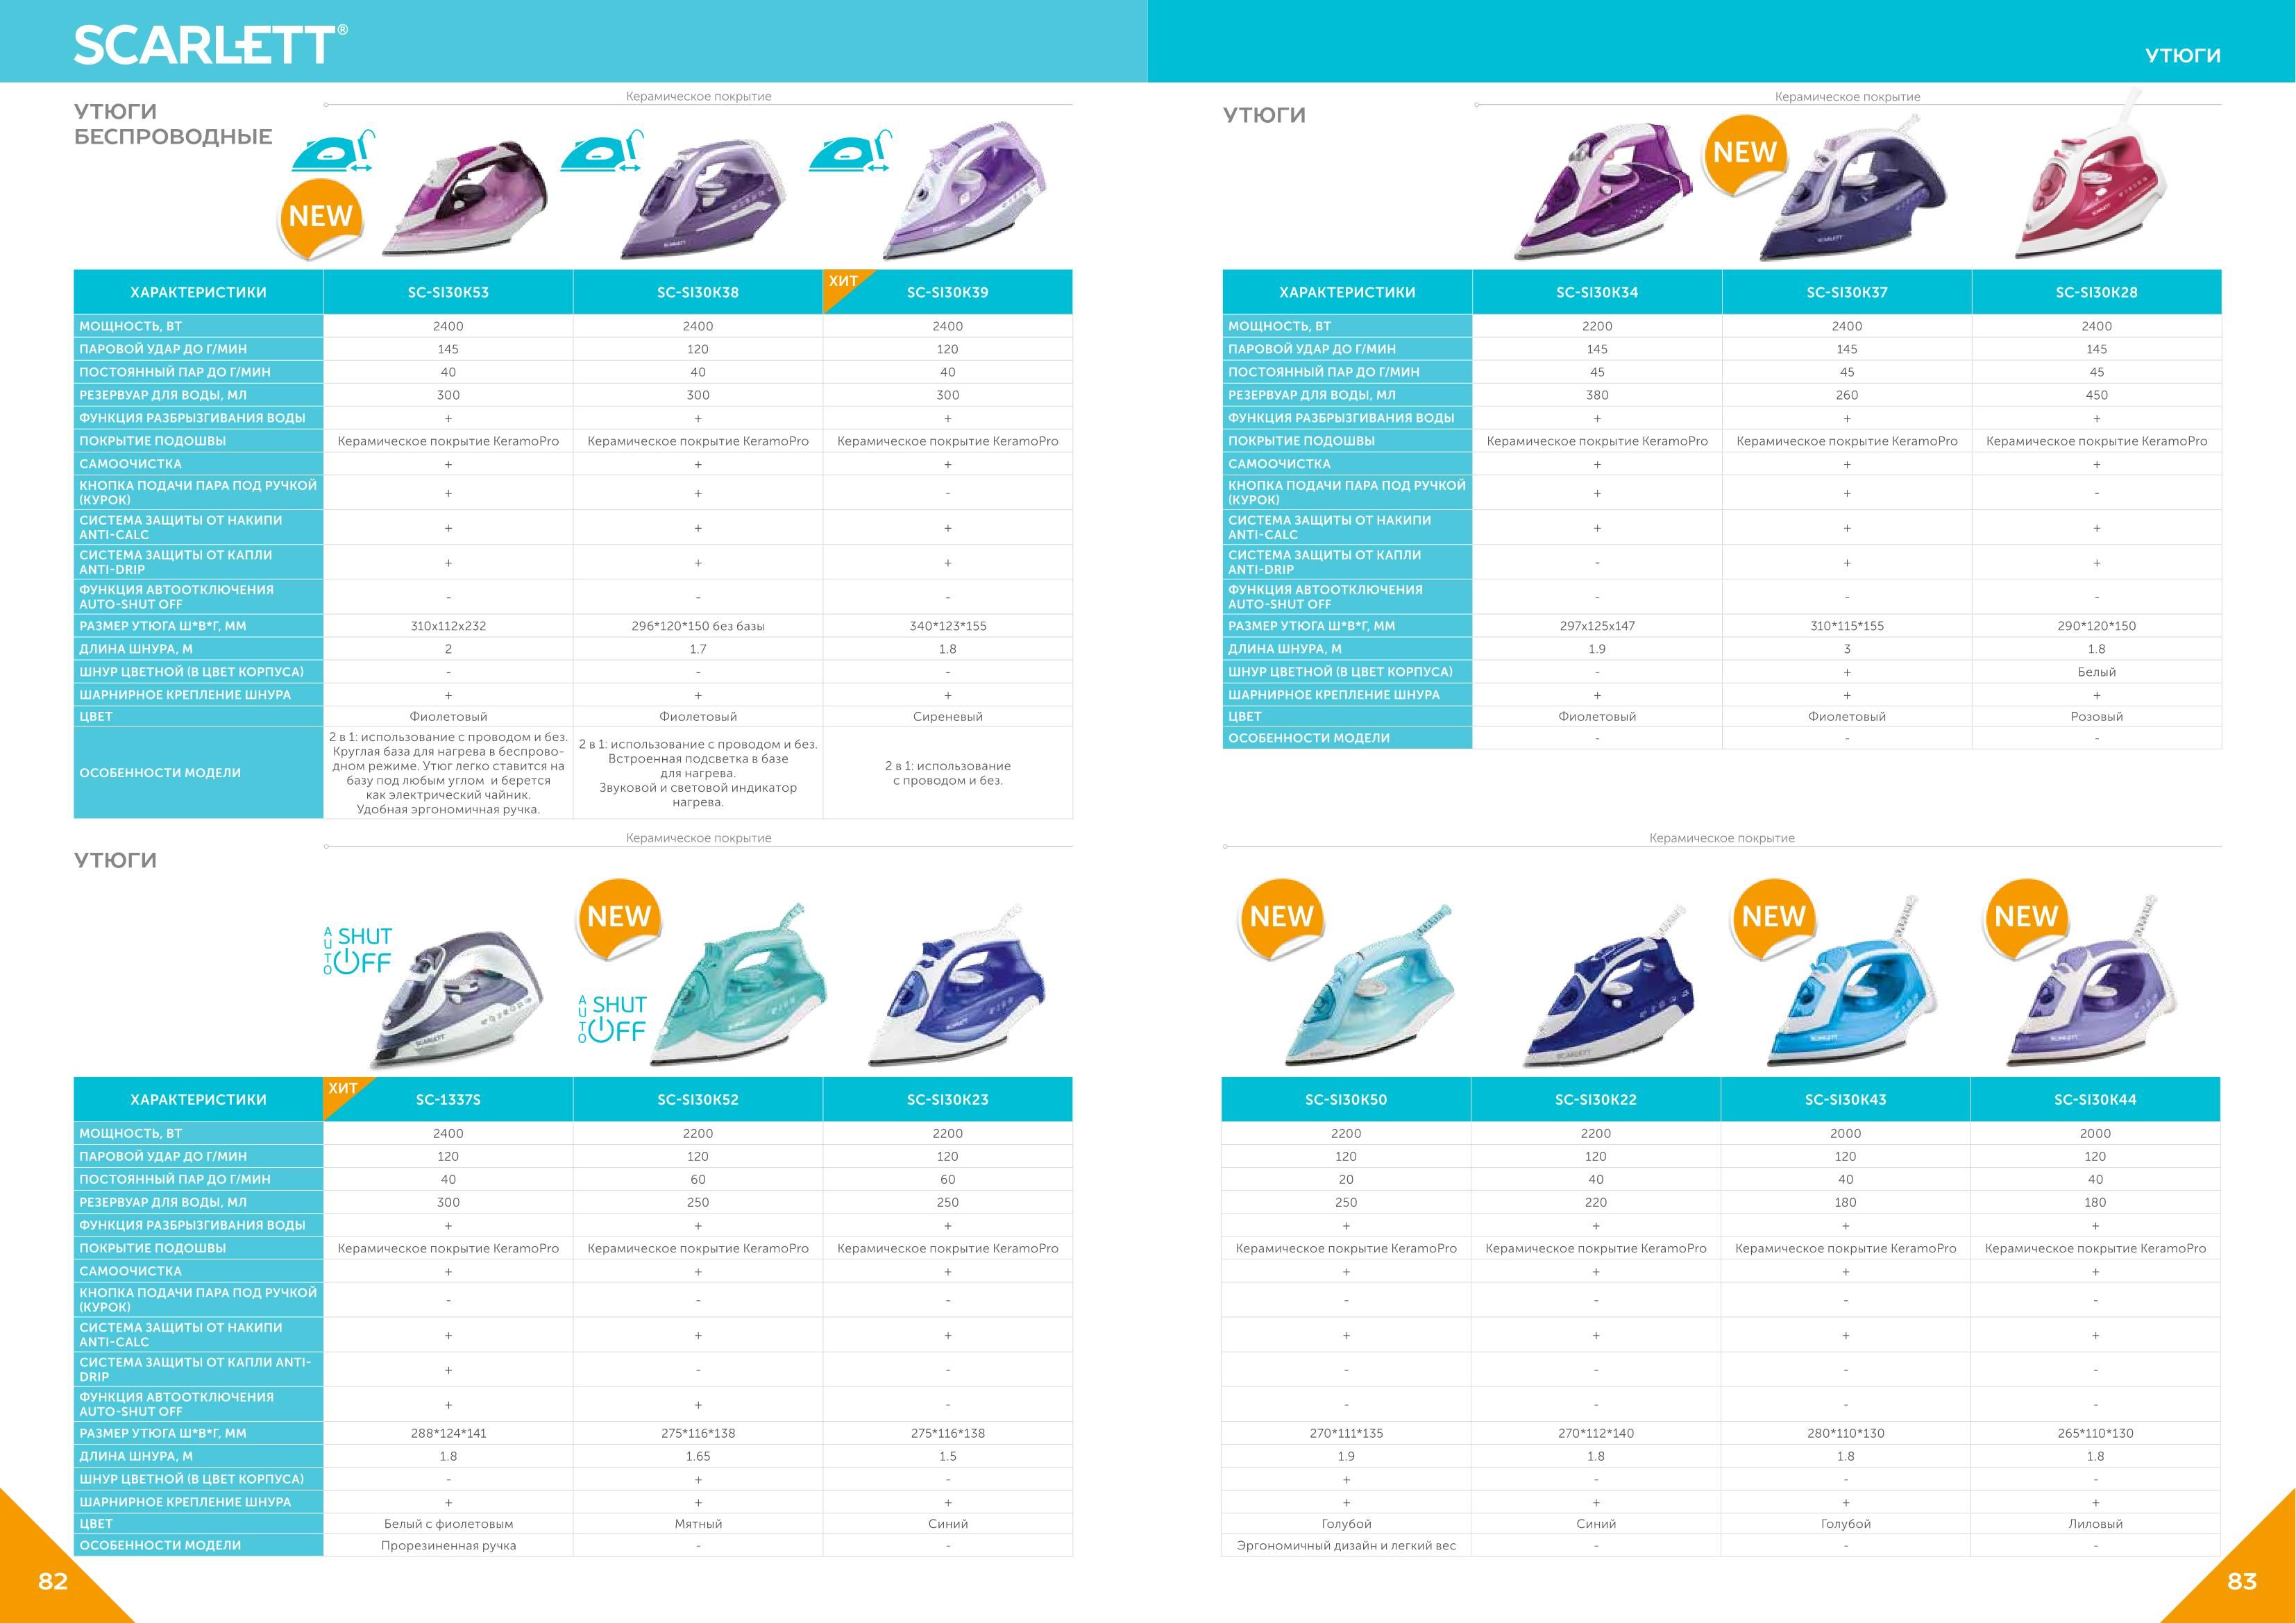 SCARLETT®
УТЮГИ
УТЮГИ
БЕСПРОВОДНЫЕ
Керамическое покрытие
NEW
ХАРАКТЕРИСТИКИ SC-SI30K53 SC-SI30K38 ХИТ SC-SI30K39
МОЩНОСТЬ, ВТ 2400 2400 2400
ПАРОВОЙ УДАР ДО Г/МИН 145 120 120
ПОСТОЯННЫЙ ПАР ДО Г/МИН 40 40 40
РЕЗЕРВУАР ДЛЯ ВОДЫ, МЛ 300 300 300
ФУНКЦИЯ РАЗБРЫЗГИВАНИЯ ВОДЫ + + +
ПОКРЫТИЕ ПОДОШВЫ Керамическое покрытие KeramoPro Керамическое покрытие KeramoPro Керамическое покрытие KeramoPro
САМООЧИСТКА + + +
КНОПКА ПОДАЧИ ПАРА ПОД РУЧКОЙ
(КУРОК) + + -
СИСТЕМА ЗАЩИТЫ ОТ НАКИПИ
ANTI-CALC + + +
СИСТЕМА ЗАЩИТЫ ОТ КАПЛИ
ANTI-DRIP + + +
ФУНКЦИЯ АВТООТКЛЮЧЕНИЯ
AUTO-SHUT OFF - - -
РАЗМЕР УТЮГА Ш*В*Г, ММ 310x112x232 296*120*150 без базы 340*123*155
ДЛИНА ШНУРА, М 2 1.7 1.8
ШНУР ЦВЕТНОЙ (В ЦВЕТ КОРПУСА) - - -
ШАРНИРНОЕ КРЕПЛЕНИЕ ШНУРА + + +
ЦВЕТ Фиолетовый Фиолетовый Сиреневый
ОСОБЕННОСТИ МОДЕЛИ
2 в 1: использование с проводом и без.
Круглая база для нагрева в беспрово-
дном режиме. Утюг легко ставится на
базу под любым углом и берется
как электрический чайник.
Удобная эргономичная ручка.
2 в 1: использование с проводом и без.
Встроенная подсветка в базе
для нагрева.
Звуковой и световой индикатор
нагрева.
2 в 1: использование
с проводом и без.
УТЮГИ
Керамическое покрытие
NEW
ХАРАКТЕРИСТИКИ SC-SI30K34 SC-SI30K37 SC-SI30K28
МОЩНОСТЬ, ВТ 2200 2400 2400
ПАРОВОЙ УДАР ДО Г/МИН 145 145 145
ПОСТОЯННЫЙ ПАР ДО Г/МИН 45 45 45
РЕЗЕРВУАР ДЛЯ ВОДЫ, МЛ 380 260 450
ФУНКЦИЯ РАЗБРЫЗГИВАНИЯ ВОДЫ + + +
ПОКРЫТИЕ ПОДОШВЫ Керамическое покрытие KeramoPro Керамическое покрытие KeramoPro Керамическое покрытие KeramoPro
САМООЧИСТКА + + +
КНОПКА ПОДАЧИ ПАРА ПОД РУЧКОЙ
(КУРОК) + + -
СИСТЕМА ЗАЩИТЫ ОТ НАКИПИ
ANTI-CALC + + +
СИСТЕМА ЗАЩИТЫ ОТ КАПЛИ
ANTI-DRIP - + +
ФУНКЦИЯ АВТООТКЛЮЧЕНИЯ
AUTO-SHUT OFF - - -
РАЗМЕР УТЮГА Ш*В*Г, ММ 297x125x147 310*115*155 290*120*150
ДЛИНА ШНУРА, М 1.9 3 1.8
ШНУР ЦВЕТНОЙ (В ЦВЕТ КОРПУСА) - + Белый
ШАРНИРНОЕ КРЕПЛЕНИЕ ШНУРА + + +
ЦВЕТ Фиолетовый Фиолетовый Розовый
ОСОБЕННОСТИ МОДЕЛИ - - -
УТЮГИ
Керамическое покрытие
AUTO SHUT OFF
NEW
AUTO SHUT OFF
SCARLETT
ХАРАКТЕРИСТИКИ ХИТ SC-1337S SC-SI30K52 SC-SI30K23
МОЩНОСТЬ, ВТ 2400 2200 2200
ПАРОВОЙ УДАР ДО Г/МИН 120 120 120
ПОСТОЯННЫЙ ПАР ДО Г/МИН 40 60 60
РЕЗЕРВУАР ДЛЯ ВОДЫ, МЛ 300 250 250
ФУНКЦИЯ РАЗБРЫЗГИВАНИЯ ВОДЫ + + +
ПОКРЫТИЕ ПОДОШВЫ Керамическое покрытие KeramoPro Керамическое покрытие KeramoPro Керамическое покрытие KeramoPro
САМООЧИСТКА + + +
КНОПКА ПОДАЧИ ПАРА ПОД РУЧКОЙ
(КУРОК) - - -
СИСТЕМА ЗАЩИТЫ ОТ НАКИПИ
ANTI-CALC + + +
СИСТЕМА ЗАЩИТЫ ОТ КАПЛИ ANTI-
DRIP + - -
ФУНКЦИЯ АВТООТКЛЮЧЕНИЯ
AUTO-SHUT OFF + + -
РАЗМЕР УТЮГА Ш*В*Г, ММ 288*124*141 275*116*138 275*116*138
ДЛИНА ШНУРА, М 1.8 1.65 1.5
ШНУР ЦВЕТНОЙ (В ЦВЕТ КОРПУСА) - + -
ШАРНИРНОЕ КРЕПЛЕНИЕ ШНУРА + + +
ЦВЕТ Белый с фиолетовым Мятный Синий
ОСОБЕННОСТИ МОДЕЛИ Прорезиненная ручка - -
Керамическое покрытие
NEW NEW NEW
SCARLETT SCARLETT
SC-SI30K50 SC-SI30K22 SC-SI30K43 SC-SI30K44
2200 2200 2000 2000
120 120 120 120
20 40 40 40
250 220 180 180
+ + + +
Керамическое покрытие KeramoPro Керамическое покрытие KeramoPro Керамическое покрытие KeramoPro Керамическое покрытие KeramoPro
+ + + +
- - - -
+ + + +
- - - -
- - - -
270*111*135 270*112*140 280*110*130 265*110*130
1.9 1.8 1.8 1.8
+ - - -
+ + + +
Голубой Синий Голубой Лиловый
Эргономичный дизайн и легкий вес - - -
82
83